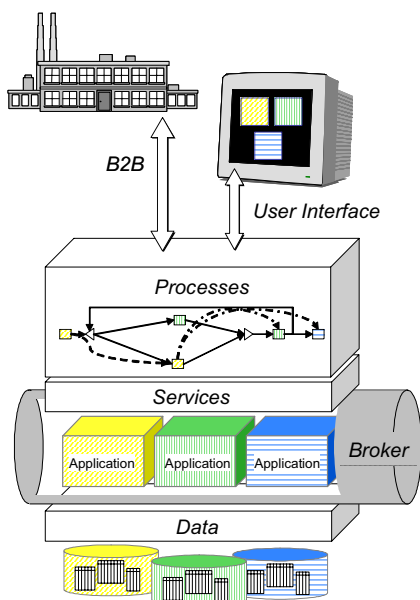 B2B
User Interface
Processes
Services
Application
Application
Application
Broker
Data